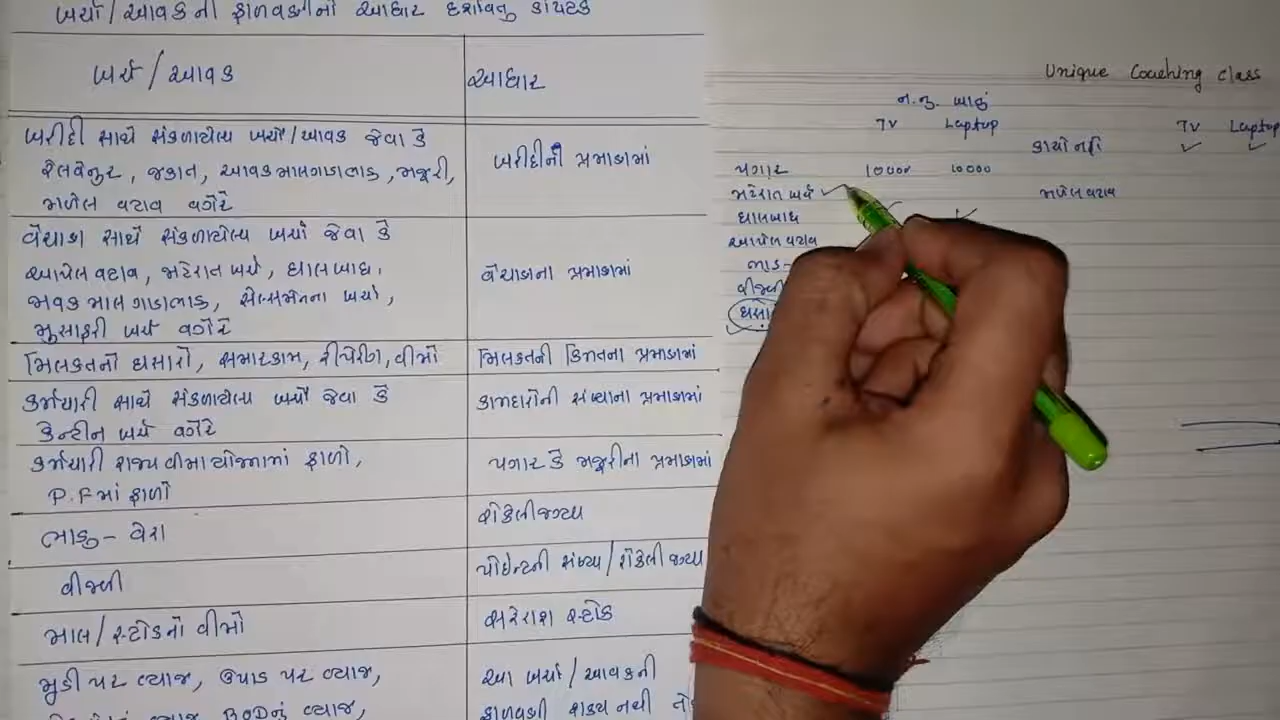 ખર્ચા/આવકની ફાળવણીનો આધાર દર્શાવતુ કોષ્ટક
ખર્ચ/આવક
આધાર
ખરીદી સાથે સંકળાયેલ ખર્ચા/આવક જેવા કે
રેલ્વેનુર, જકાત, આવકમાલગાડાભાડુ, મજૂરી,
મળેલ વટાવ વગેરે
ખરીદીના પ્રમાણમાં
વેચાણ સાથે સંકળાયેલ ખર્ચા જેવા કે
આપેલ વટાવ, જાહેરાત ખર્ચ, ઘાલખાધ,
જાવક માલ ગાડાભાડુ, સેલ્સમેનના ખર્ચા,
મુસાફરી ખર્ચ વગેરે
વેચાણના પ્રમાણમાં
મિલકતનો ઘસારો, સમારકામ, રીપેરીંગ, વીમો
મિલકતની કિંમતના પ્રમાણમાં
કર્મચારી સાથે સંકળાયેલ ખર્ચા જેવા કે
કેન્ટીન ખર્ચ વગેરે
કામદારોની સંખ્યાના પ્રમાણમાં
કર્મચારી રાજ્ય વીમા યોજનામાં ફાળો,
P.F માં ફાળો
પગાર કે મજૂરીના પ્રમાણમાં
ભાડુ - વેરા
રોકેલી જગ્યા
વીજળી
પોઈન્ટની સંખ્યા/રોકેલી જગ્યા
માલ/સ્ટોકનો વીમો
સરેરાશ સ્ટોક
મુડી પર વ્યાજ, ઉપાડ પર વ્યાજ,
વ્યાજ, BODનું વ્યાજ,
આ ખર્ચા/આવકની
ફાળવણી શક્ય નથી
Unique Coaching class
ન.નુ. ખાતું
TV Laptop
TV Laptop
કાચો નફો
પગાર 10000 10000
જાહેરાત ખર્ચ
મળેલ વટાવ
ઘાલખાધ
આપેલ વટાવ
ભાડુ-